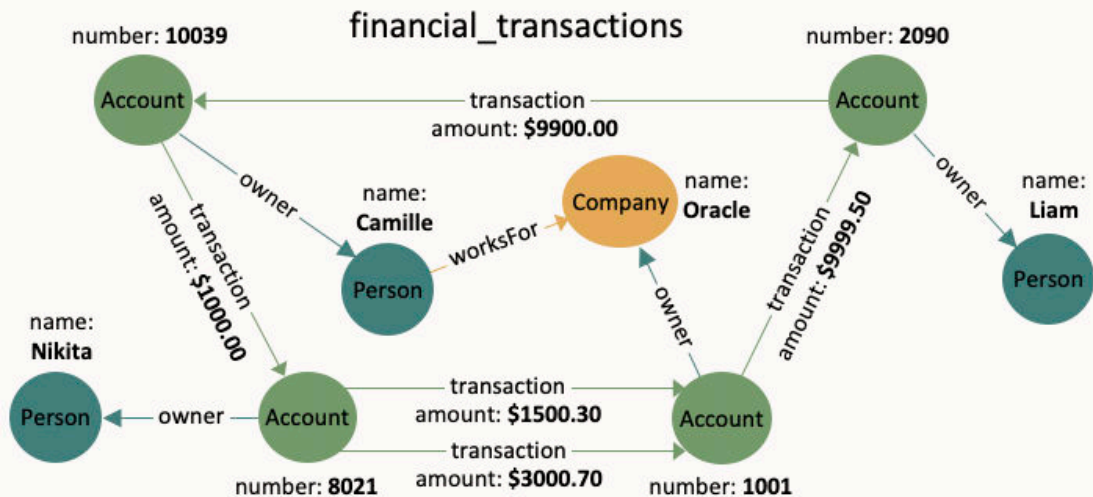 financial_transactions
number: 10039
number: 2090
Account
transaction
amount: $9900.00
Account
owner
name:
Camille
Company
name:
Oracle
owner
name:
Liam
transaction
amount: $1000.00
Person
worksFor
owner
transaction
amount: $9999.50
Person
name:
Nikita
Person
owner
Account
transaction
amount: $1500.30
transaction
amount: $3000.70
Account
number: 8021
number: 1001